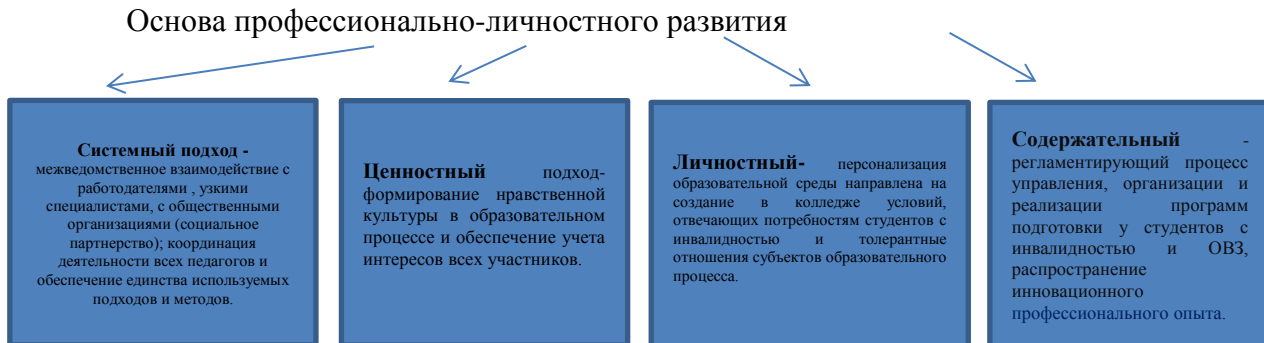 Основа профессионально-личностного развития
Системный подход -
межведомственное взаимодействие с
работодателями , узкими
специалистами, с общественными
организациями (социальное
партнерство); координация
деятельности всех педагогов и
обеспечение единства используемых
подходов и методов.
Ценностный подход-
формирование нравственной
культуры в образовательном
процессе и обеспечение учета
интересов всех участников.
Личностный- персонализация
образовательной среды направлена на
создание в колледже условий,
отвечающих потребностям студентов с
инвалидностью и толерантные
отношения субъектов образовательного
процесса.
Содержательный -
регламентирующий процесс
управления, организации и
реализации программ
подготовки у студентов с
инвалидностью и ОВЗ,
распространение
инновационного
профессионального опыта.